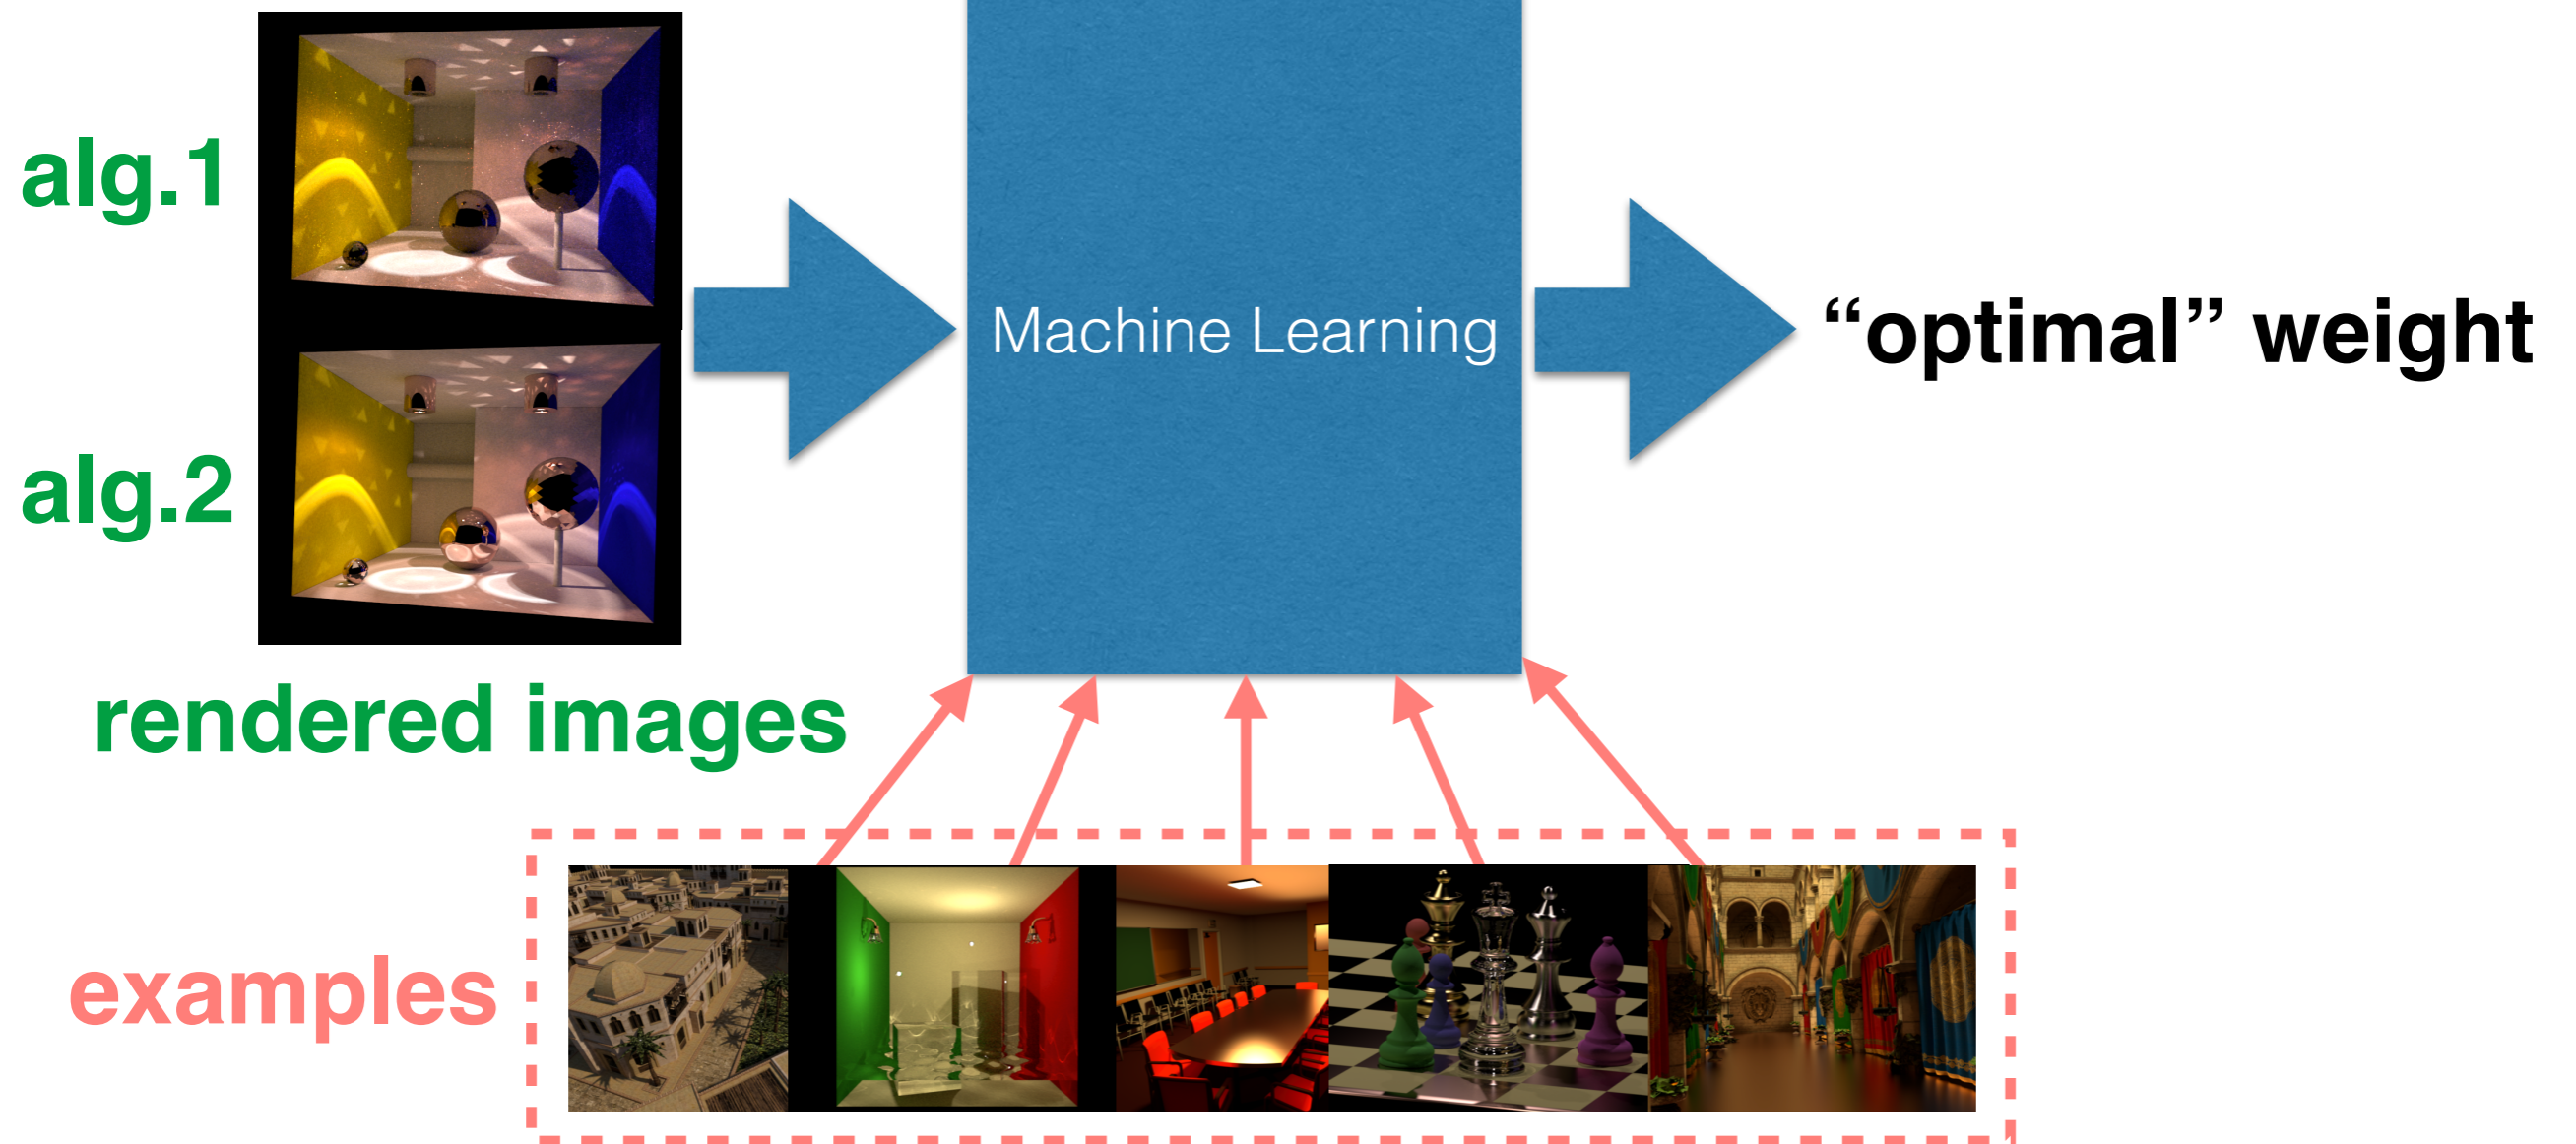 alg.1
alg.2
rendered images
Machine Learning
“optimal” weight
examples